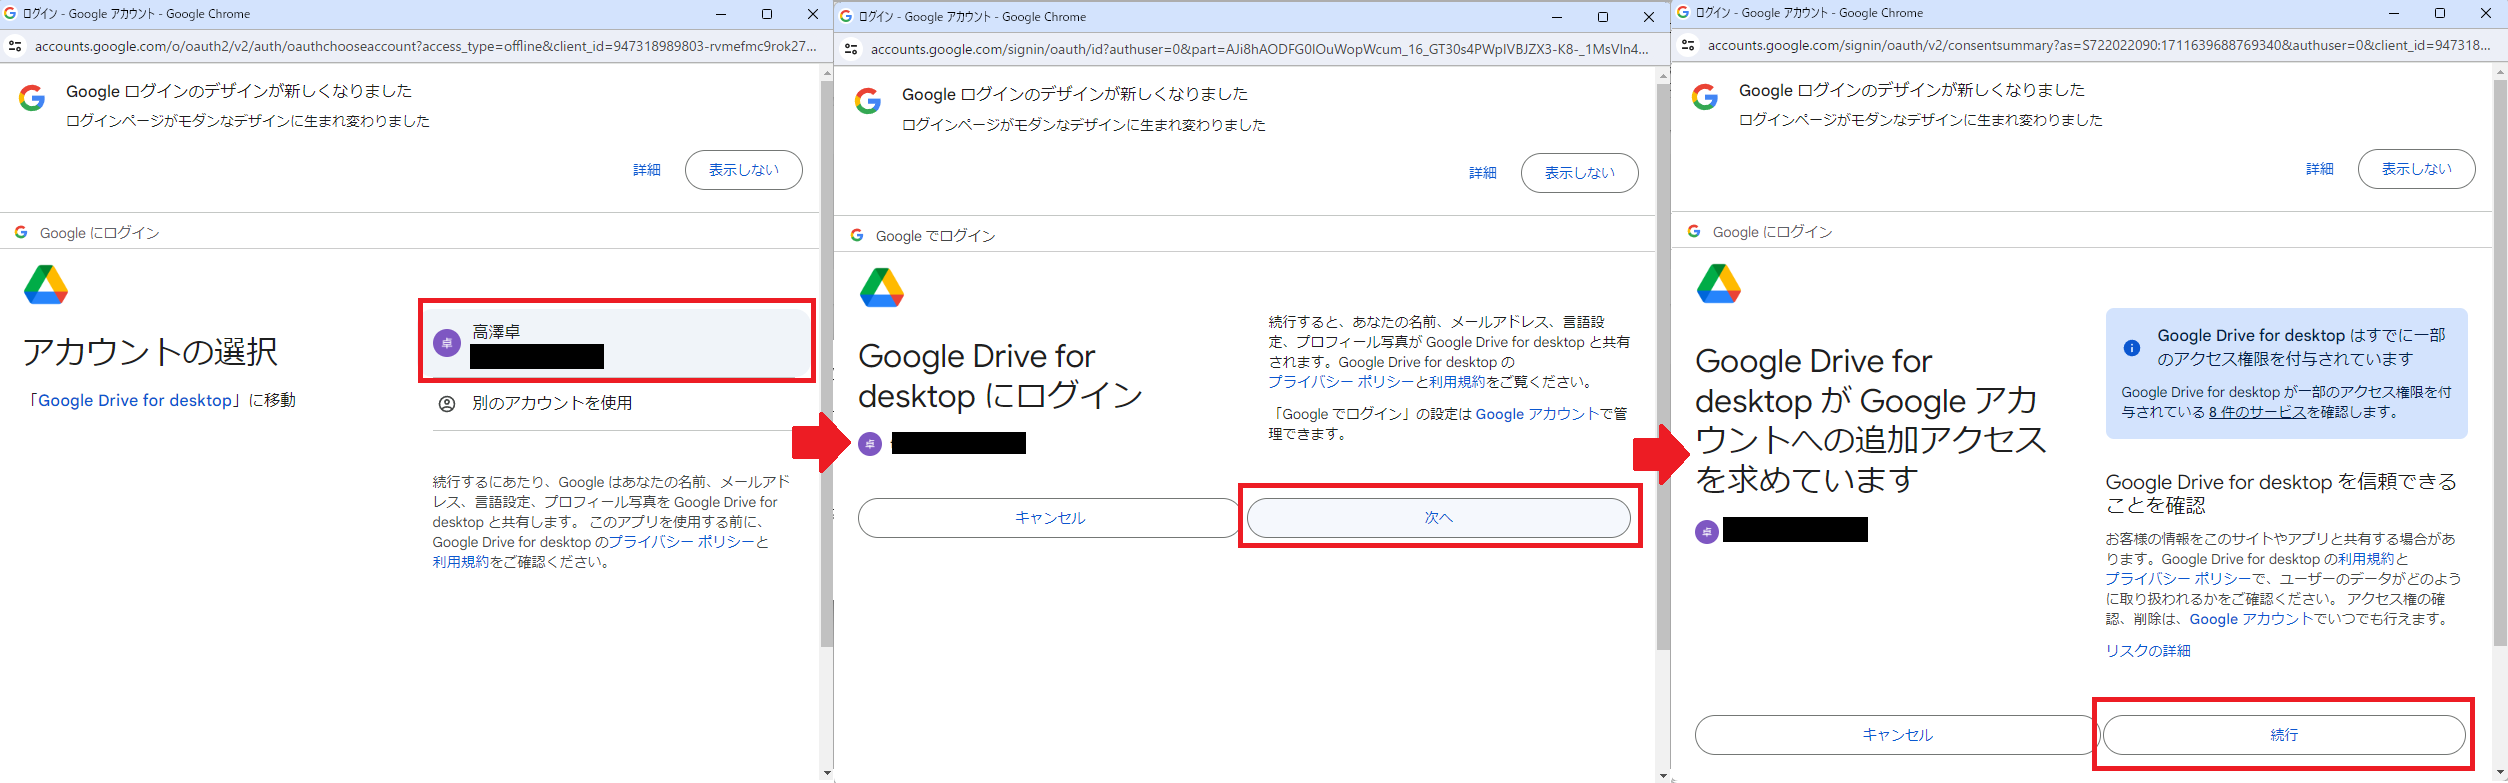 ログイン - Google アカウント - Google Chrome
accounts.google.com/o/oauth2/v2/auth/oauthchooseaccount?access_type=offline&client_id=947318989803-rvmefmc9rok27...
Google ログインのデザインが新しくなりました
ログインページがモダンなデザインに生まれ変わりました
詳細
表示しない
Google にログイン
アカウントの選択
「Google Drive for desktop」に移動
卓
高澤卓
別のアカウントを使用
続行するにあたり、Google はあなたの名前、メールアド
レス、言語設定、プロフィール写真を Google Drive for
desktop と共有します。 このアプリを使用する前に、
Google Drive for desktop のプライバシー ポリシーと
利用規約をご確認ください。
ログイン - Google アカウント - Google Chrome
accounts.google.com/signin/oauth/id?authuser=0&part=AJi8hAODFG0IOuWopWcum_16_GT30s4PWpIVBJZX3-K8-_1MsVIn4...
Google ログインのデザインが新しくなりました
ログインページがモダンなデザインに生まれ変わりました
詳細
表示しない
Google でログイン
Google Drive for
desktop にログイン
卓
続行すると、あなたの名前、メールアドレス、言語設
定、プロフィール写真が Google Drive for desktop と共有
されます。Google Drive for desktop の
プライバシー ポリシーと利用規約をご覧ください。
「Google でログイン」の設定は Google アカウントで管
理できます。
キャンセル
次へ
ログイン - Google アカウント - Google Chrome
accounts.google.com/signin/oauth/v2/consentsummary?as=S722022090:1711639688769340&authuser=0&client_id=947318...
Google ログインのデザインが新しくなりました
ログインページがモダンなデザインに生まれ変わりました
詳細
表示しない
Google にログイン
Google Drive for
desktop が Google アカ
ウントへの追加アクセス
を求めています
卓
Google Drive for desktop はすでに一部
のアクセス権限を付与されています
Google Drive for desktop が一部のアクセス権限を付
与されている 8 件のサービスを確認します。
Google Drive for desktop を信頼できる
ことを確認
お客様の情報をこのサイトやアプリと共有する場合があ
ります。Google Drive for desktop の利用規約と
プライバシー ポリシーで、ユーザーのデータがどのよう
に取り扱われるかをご確認ください。 アクセス権の確
認、削除は、Google アカウントでいつでも行えます。
リスクの詳細
キャンセル
続行